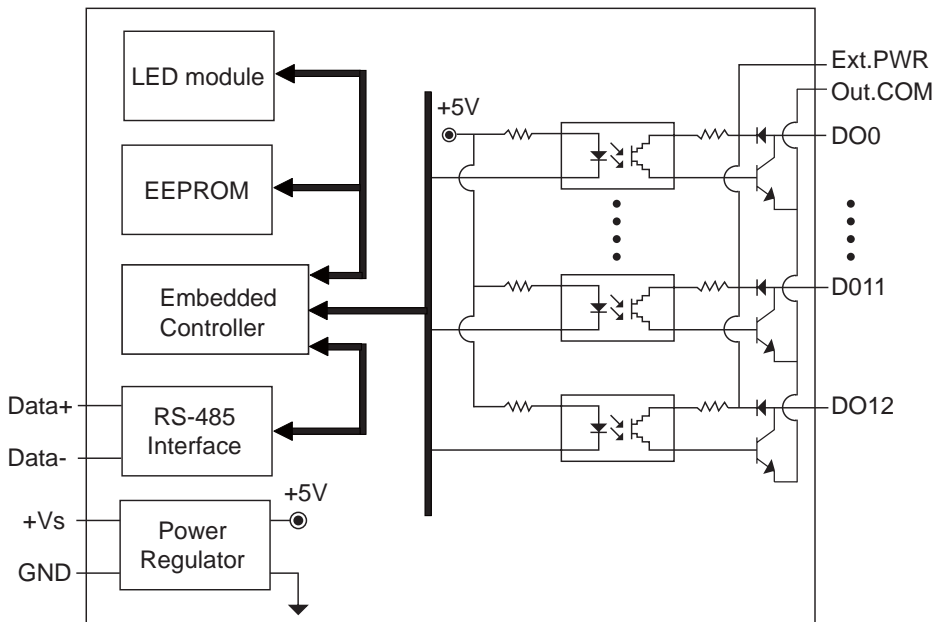 LED module
EEPROM
Embedded
Controller
RS-485
Interface
Power
Regulator
Data+
Data-
+Vs
GND
+5V
+5V
Ext.PWR
Out.COM
DO0
D011
DO12